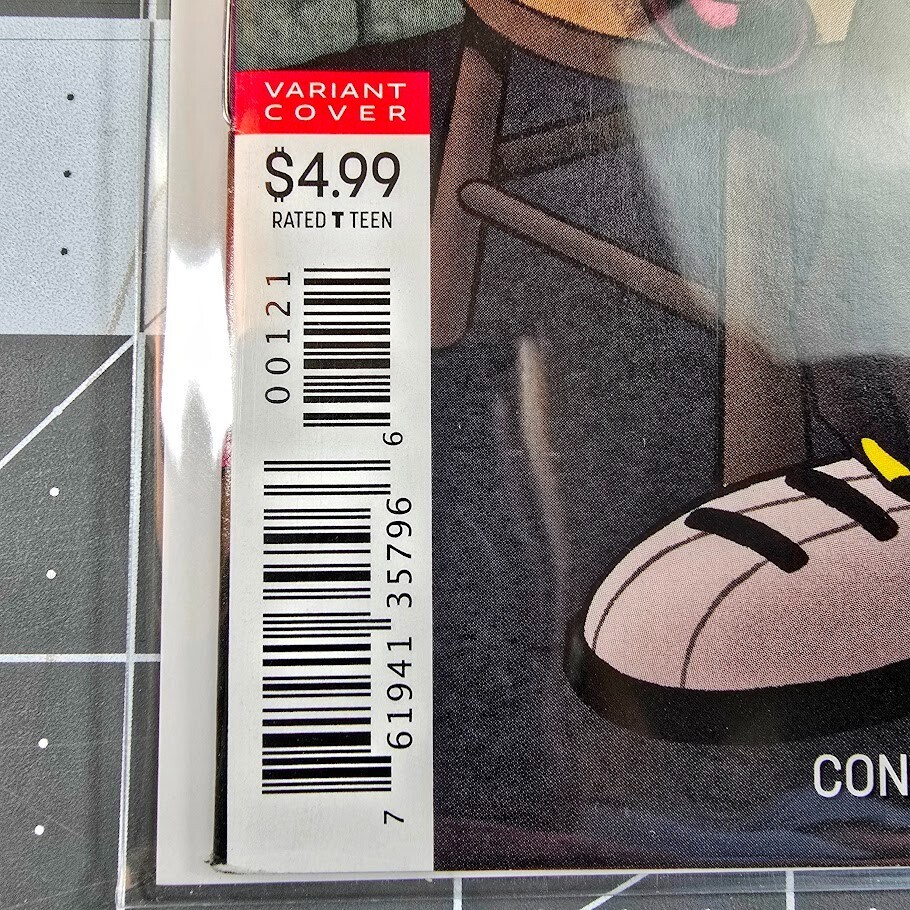 VARIANT
COVER
$4.99
RATED T TEEN
00121
7 61941 35796 6
CON